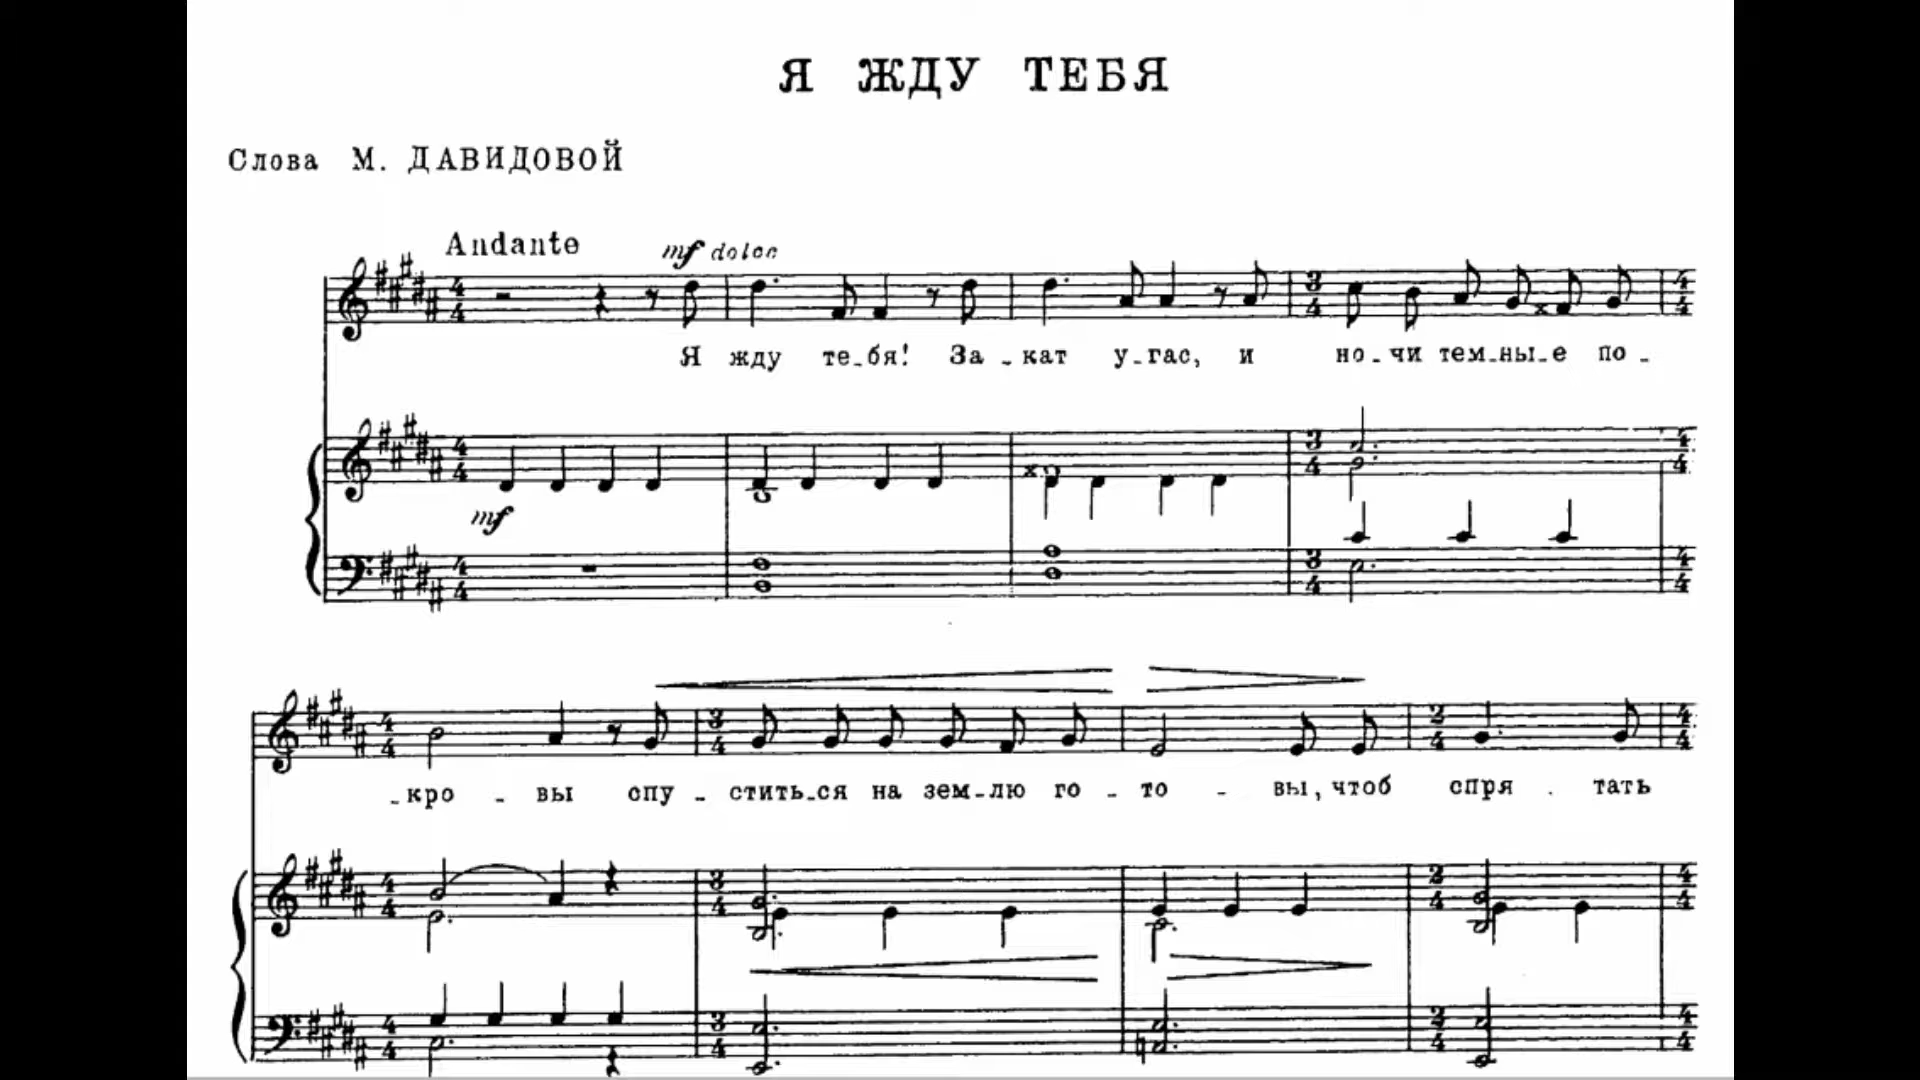 Я ЖДУ ТЕБЯ
Слова М. ДАВИДОВОЙ
Andante
mf dolce
Я жду те-бя! За-кат у-гас, и но-чи тем-ны-е по-
mf
-кро-вы спу-стить-ся на зем-лю го-то-вы, чтоб спря-тать